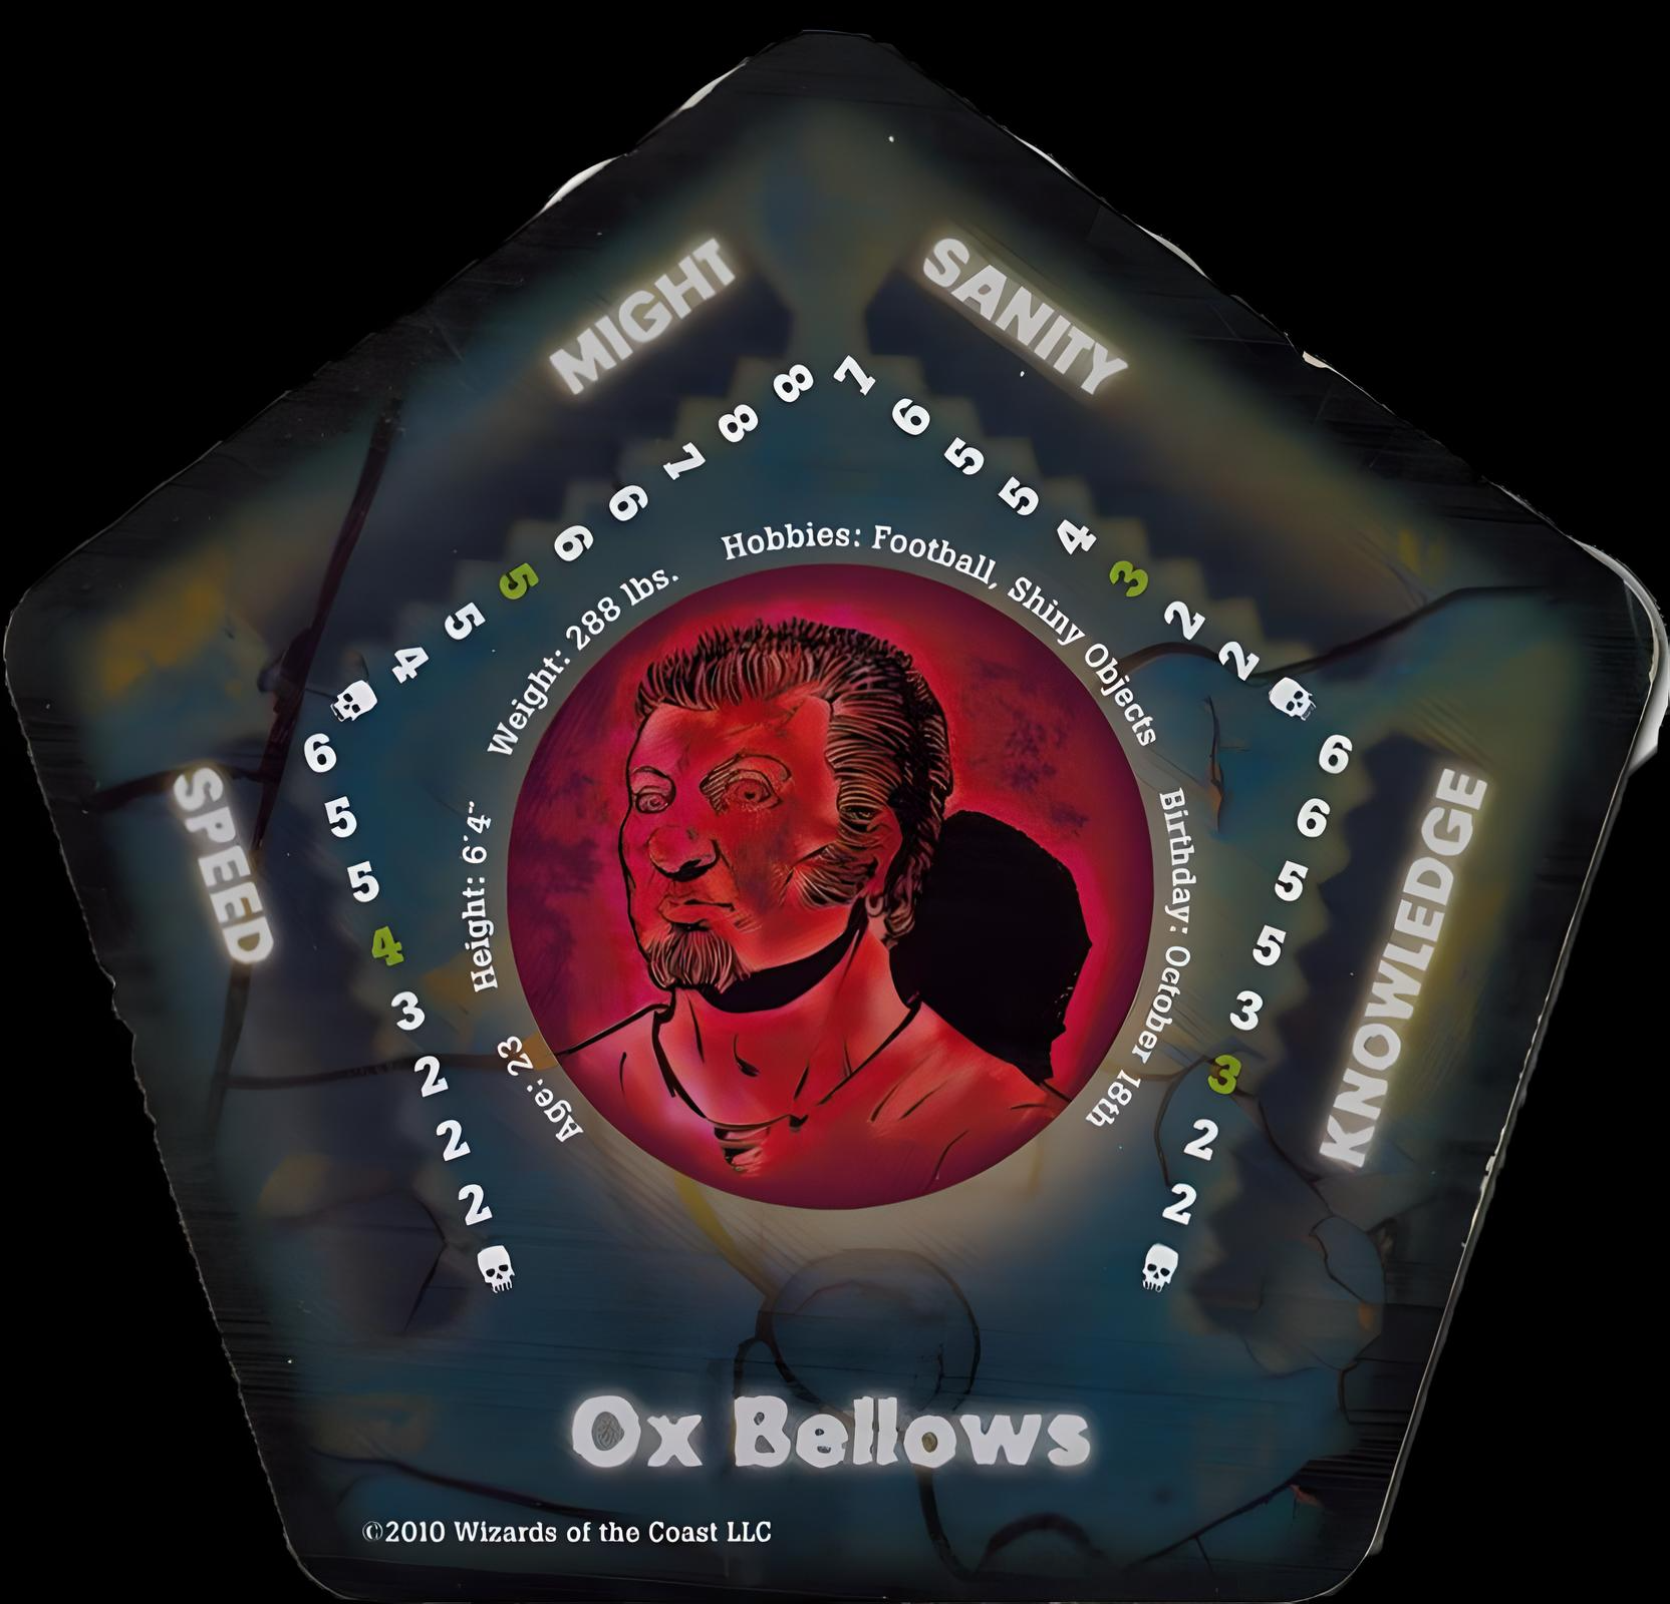 MIGHT
SANITY
SPEED
KNOWLEDGE
4 5 5 6 6 7 8 8
7 6 5 5 4 3 2 2
6 5 5 4 3 2 2 2
6 6 5 5 3 3 2 2
Age: 23
Height: 6'4"
Weight: 288 lbs.
Hobbies: Football, Shiny Objects
Birthday: October 18th
Ox Bellows
©2010 Wizards of the Coast LLC